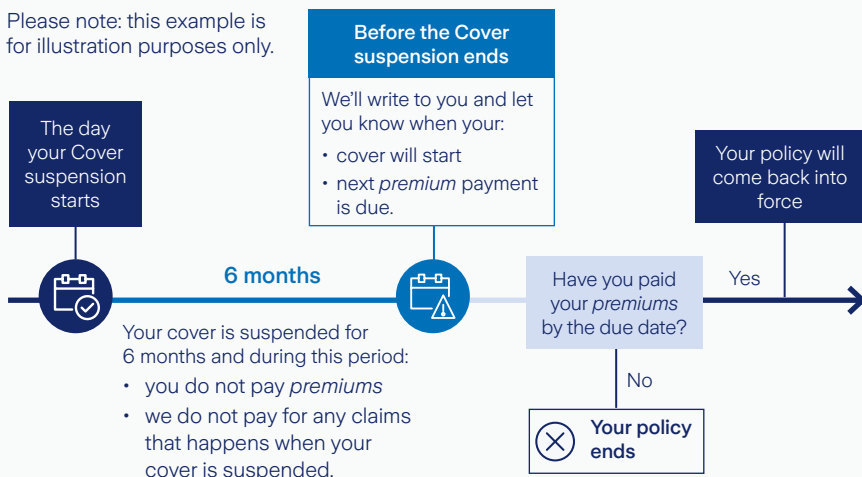 Please note: this example is
for illustration purposes only.
Before the Cover
suspension ends
We'll write to you and let
you know when your:
• cover will start
• next premium payment
is due.
The day
your Cover
suspension
starts
Your policy will
come back into
force
6 months
Have you paid
your premiums
by the due date?
Yes
Your cover is suspended for
6 months and during this period:
• you do not pay premiums
• we do not pay for any claims
that happens when your
cover is suspended.
No
Your policy
ends